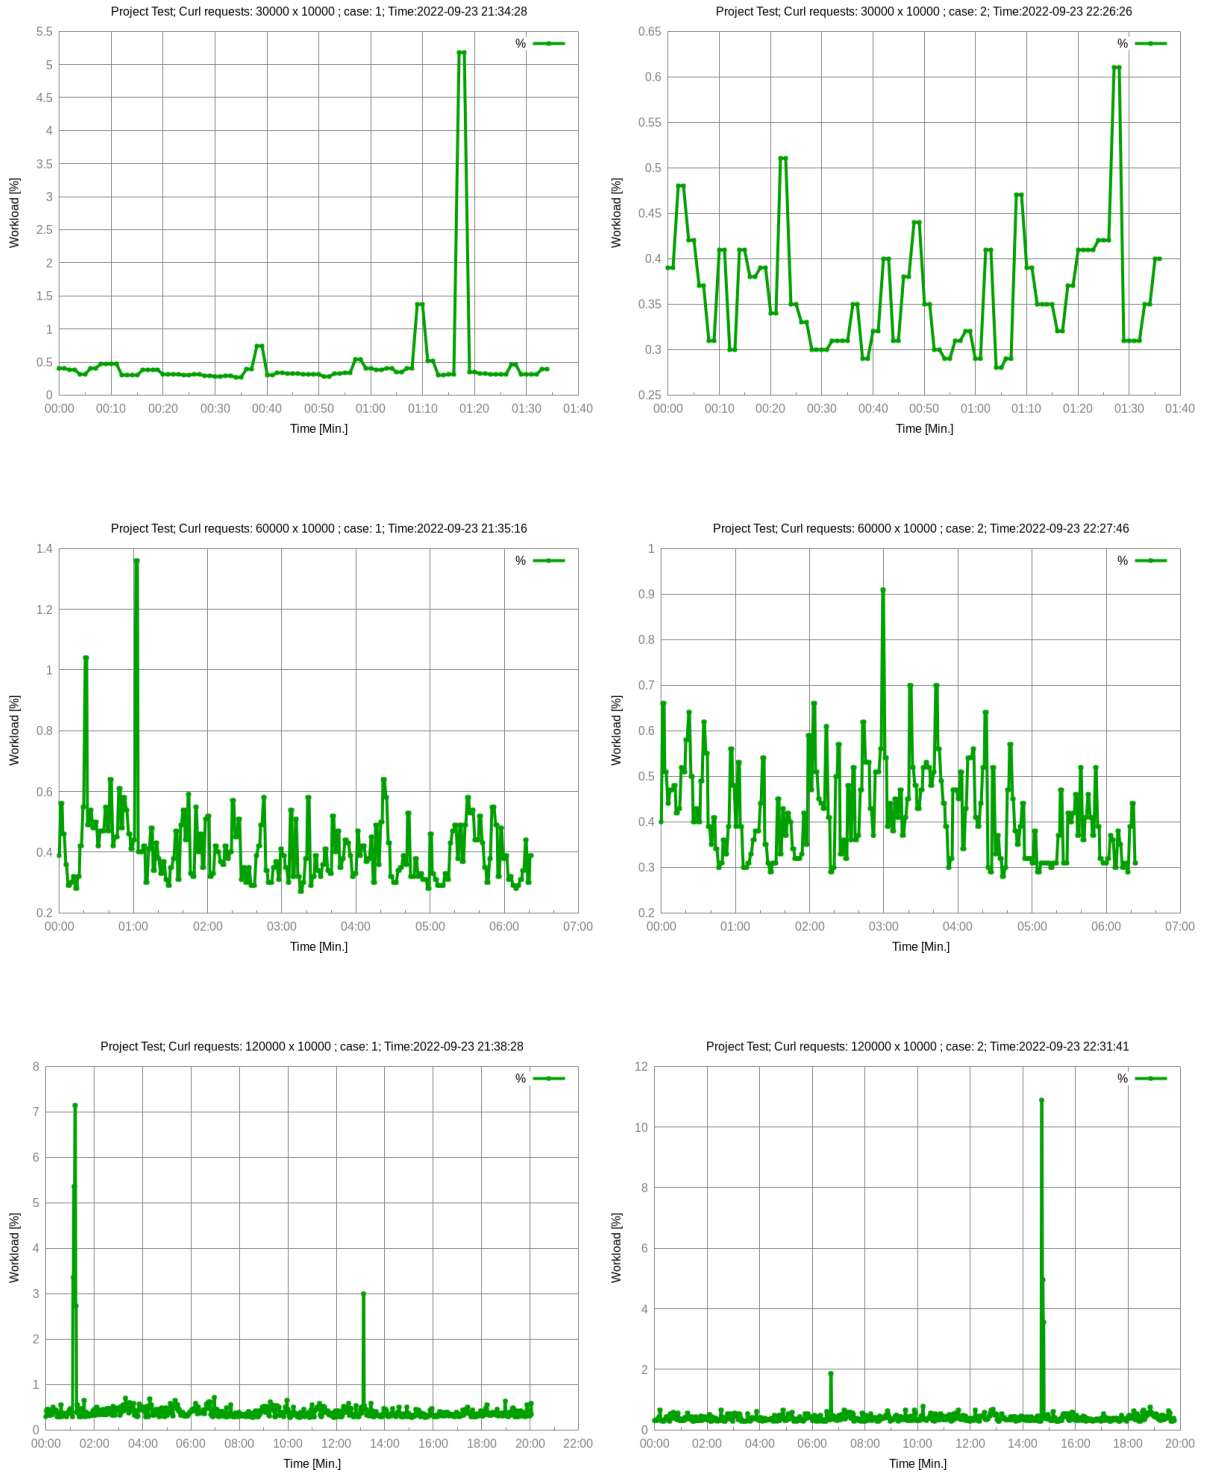 Project Test; Curl requests: 30000 x 10000 ; case: 1; Time:2022-09-23 21:34:28
%
5.5
5
4.5
4
3.5
3
2.5
2
1.5
1
0.5
0
Workload [%]
00:00 00:10 00:20 00:30 00:40 00:50 01:00 01:10 01:20 01:30 01:40
Time [Min.]
Project Test; Curl requests: 30000 x 10000 ; case: 2; Time:2022-09-23 22:26:26
%
0.65
0.6
0.55
0.5
0.45
0.4
0.35
0.3
0.25
Workload [%]
00:00 00:10 00:20 00:30 00:40 00:50 01:00 01:10 01:20 01:30 01:40
Time [Min.]
Project Test; Curl requests: 60000 x 10000 ; case: 1; Time:2022-09-23 21:35:16
%
1.4
1.2
1
0.8
0.6
0.4
0.2
Workload [%]
00:00 01:00 02:00 03:00 04:00 05:00 06:00 07:00
Time [Min.]
Project Test; Curl requests: 60000 x 10000 ; case: 2; Time:2022-09-23 22:27:46
%
1
0.9
0.8
0.7
0.6
0.5
0.4
0.3
0.2
Workload [%]
00:00 01:00 02:00 03:00 04:00 05:00 06:00 07:00
Time [Min.]
Project Test; Curl requests: 120000 x 10000 ; case: 1; Time:2022-09-23 21:38:28
%
8
7
6
5
4
3
2
1
0
Workload [%]
00:00 02:00 04:00 06:00 08:00 10:00 12:00 14:00 16:00 18:00 20:00 22:00
Time [Min.]
Project Test; Curl requests: 120000 x 10000 ; case: 2; Time:2022-09-23 22:31:41
%
12
10
8
6
4
2
0
Workload [%]
00:00 02:00 04:00 06:00 08:00 10:00 12:00 14:00 16:00 18:00 20:00
Time [Min.]